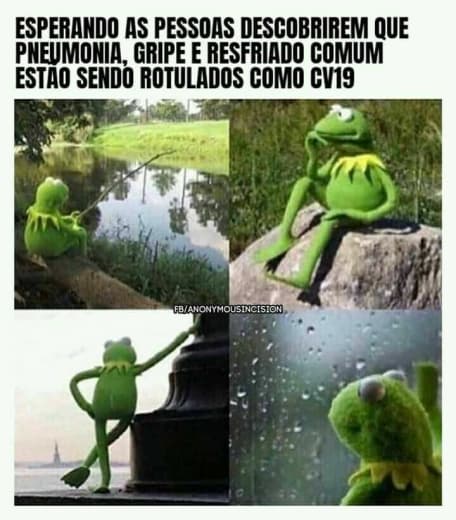 ESPERANDO AS PESSOAS DESCOBRIREM QUE
PNEUMONIA, GRIPE E RESFRIADO COMUM
ESTÃO SENDO ROTULADOS COMO CV19
FB/ANONYMOUSINCISION